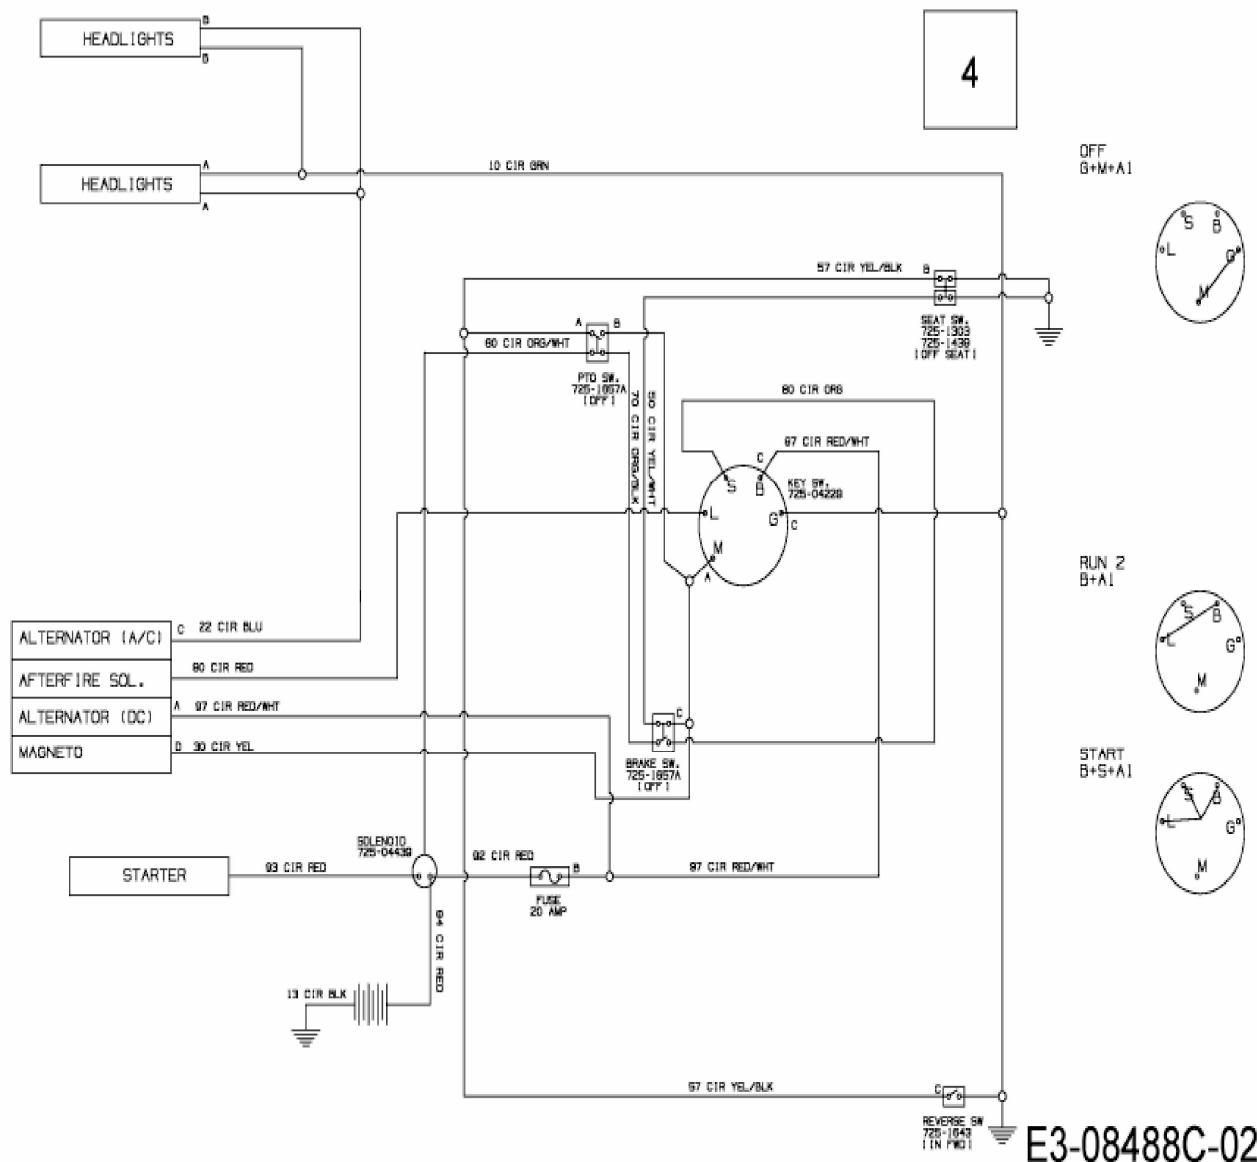 B
HEADLIGHTS
B
4
OFF
G+M+A1
A
HEADLIGHTS
A
10 CIR GRN
S B
L G
M
57 CIR YEL/BLK B
SEAT SW.
725-1303
725-1439
(OFF SEAT)
A B
60 CIR ORG/WHT
PTO SW.
725-1657A
(OFF)
70 CIR ORG/BLK
50 CIR YEL/WHT
80 CIR ORG
67 CIR RED/WHT
C
S B
KEY SW.
725-04228
L G C
M
A
RUN 2
B+A1
S B
L G
M
ALTERNATOR (A/C) C 22 CIR BLU
AFTERFIRE SOL. 90 CIR RED
ALTERNATOR (DC) A 97 CIR RED/WHT
MAGNETO D 30 CIR YEL
C
BRAKE SW.
725-1657A
(OFF)
START
B+S+A1
S B
L G
M
SOLENOID
725-04439
STARTER
93 CIR RED
92 CIR RED
B
FUSE
20 AMP
97 CIR RED/WHT
94 CIR RED
13 CIR BLK
57 CIR YEL/BLK
C
REVERSE SW
725-1643
(IN FWD)
E3-08488C-02